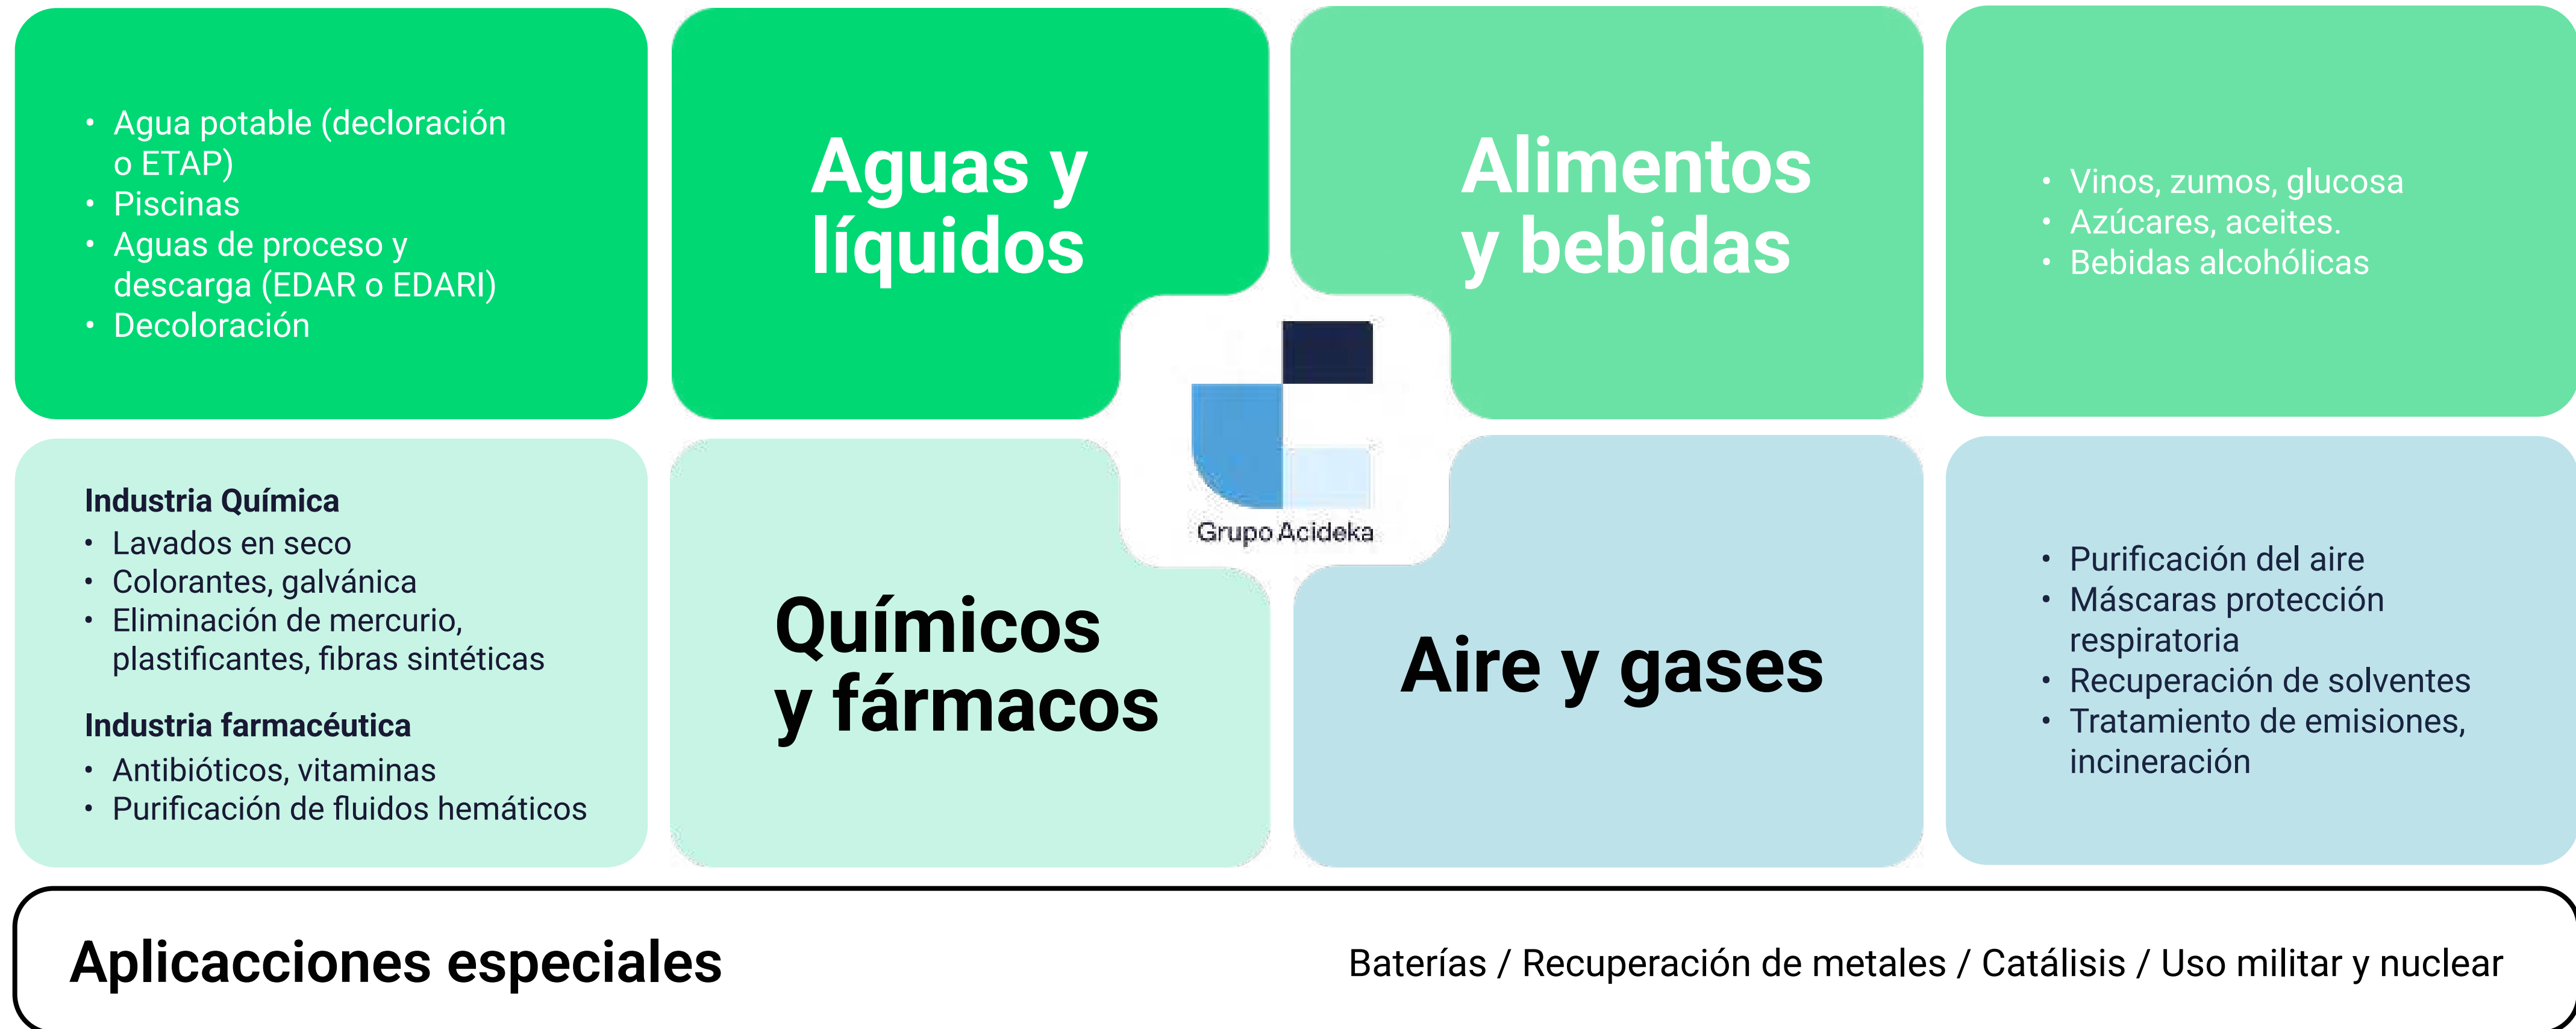 • Agua potable (decloración
o ETAP)
• Piscinas
• Aguas de proceso y
descarga (EDAR o EDARI)
• Decoloración
Aguas y
líquidos
Alimentos
y bebidas
• Vinos, zumos, glucosa
• Azúcares, aceites.
• Bebidas alcohólicas
Grupo Acideka
Industria Química
• Lavados en seco
• Colorantes, galvánica
• Eliminación de mercurio,
plastificantes, fibras sintéticas
Industria farmacéutica
• Antibióticos, vitaminas
• Purificación de fluidos hemáticos
Químicos
y fármacos
Aire y gases
• Purificación del aire
• Máscaras protección
respiratoria
• Recuperación de solventes
• Tratamiento de emisiones,
incineración
Aplicacciones especiales
Baterías / Recuperación de metales / Catálisis / Uso militar y nuclear